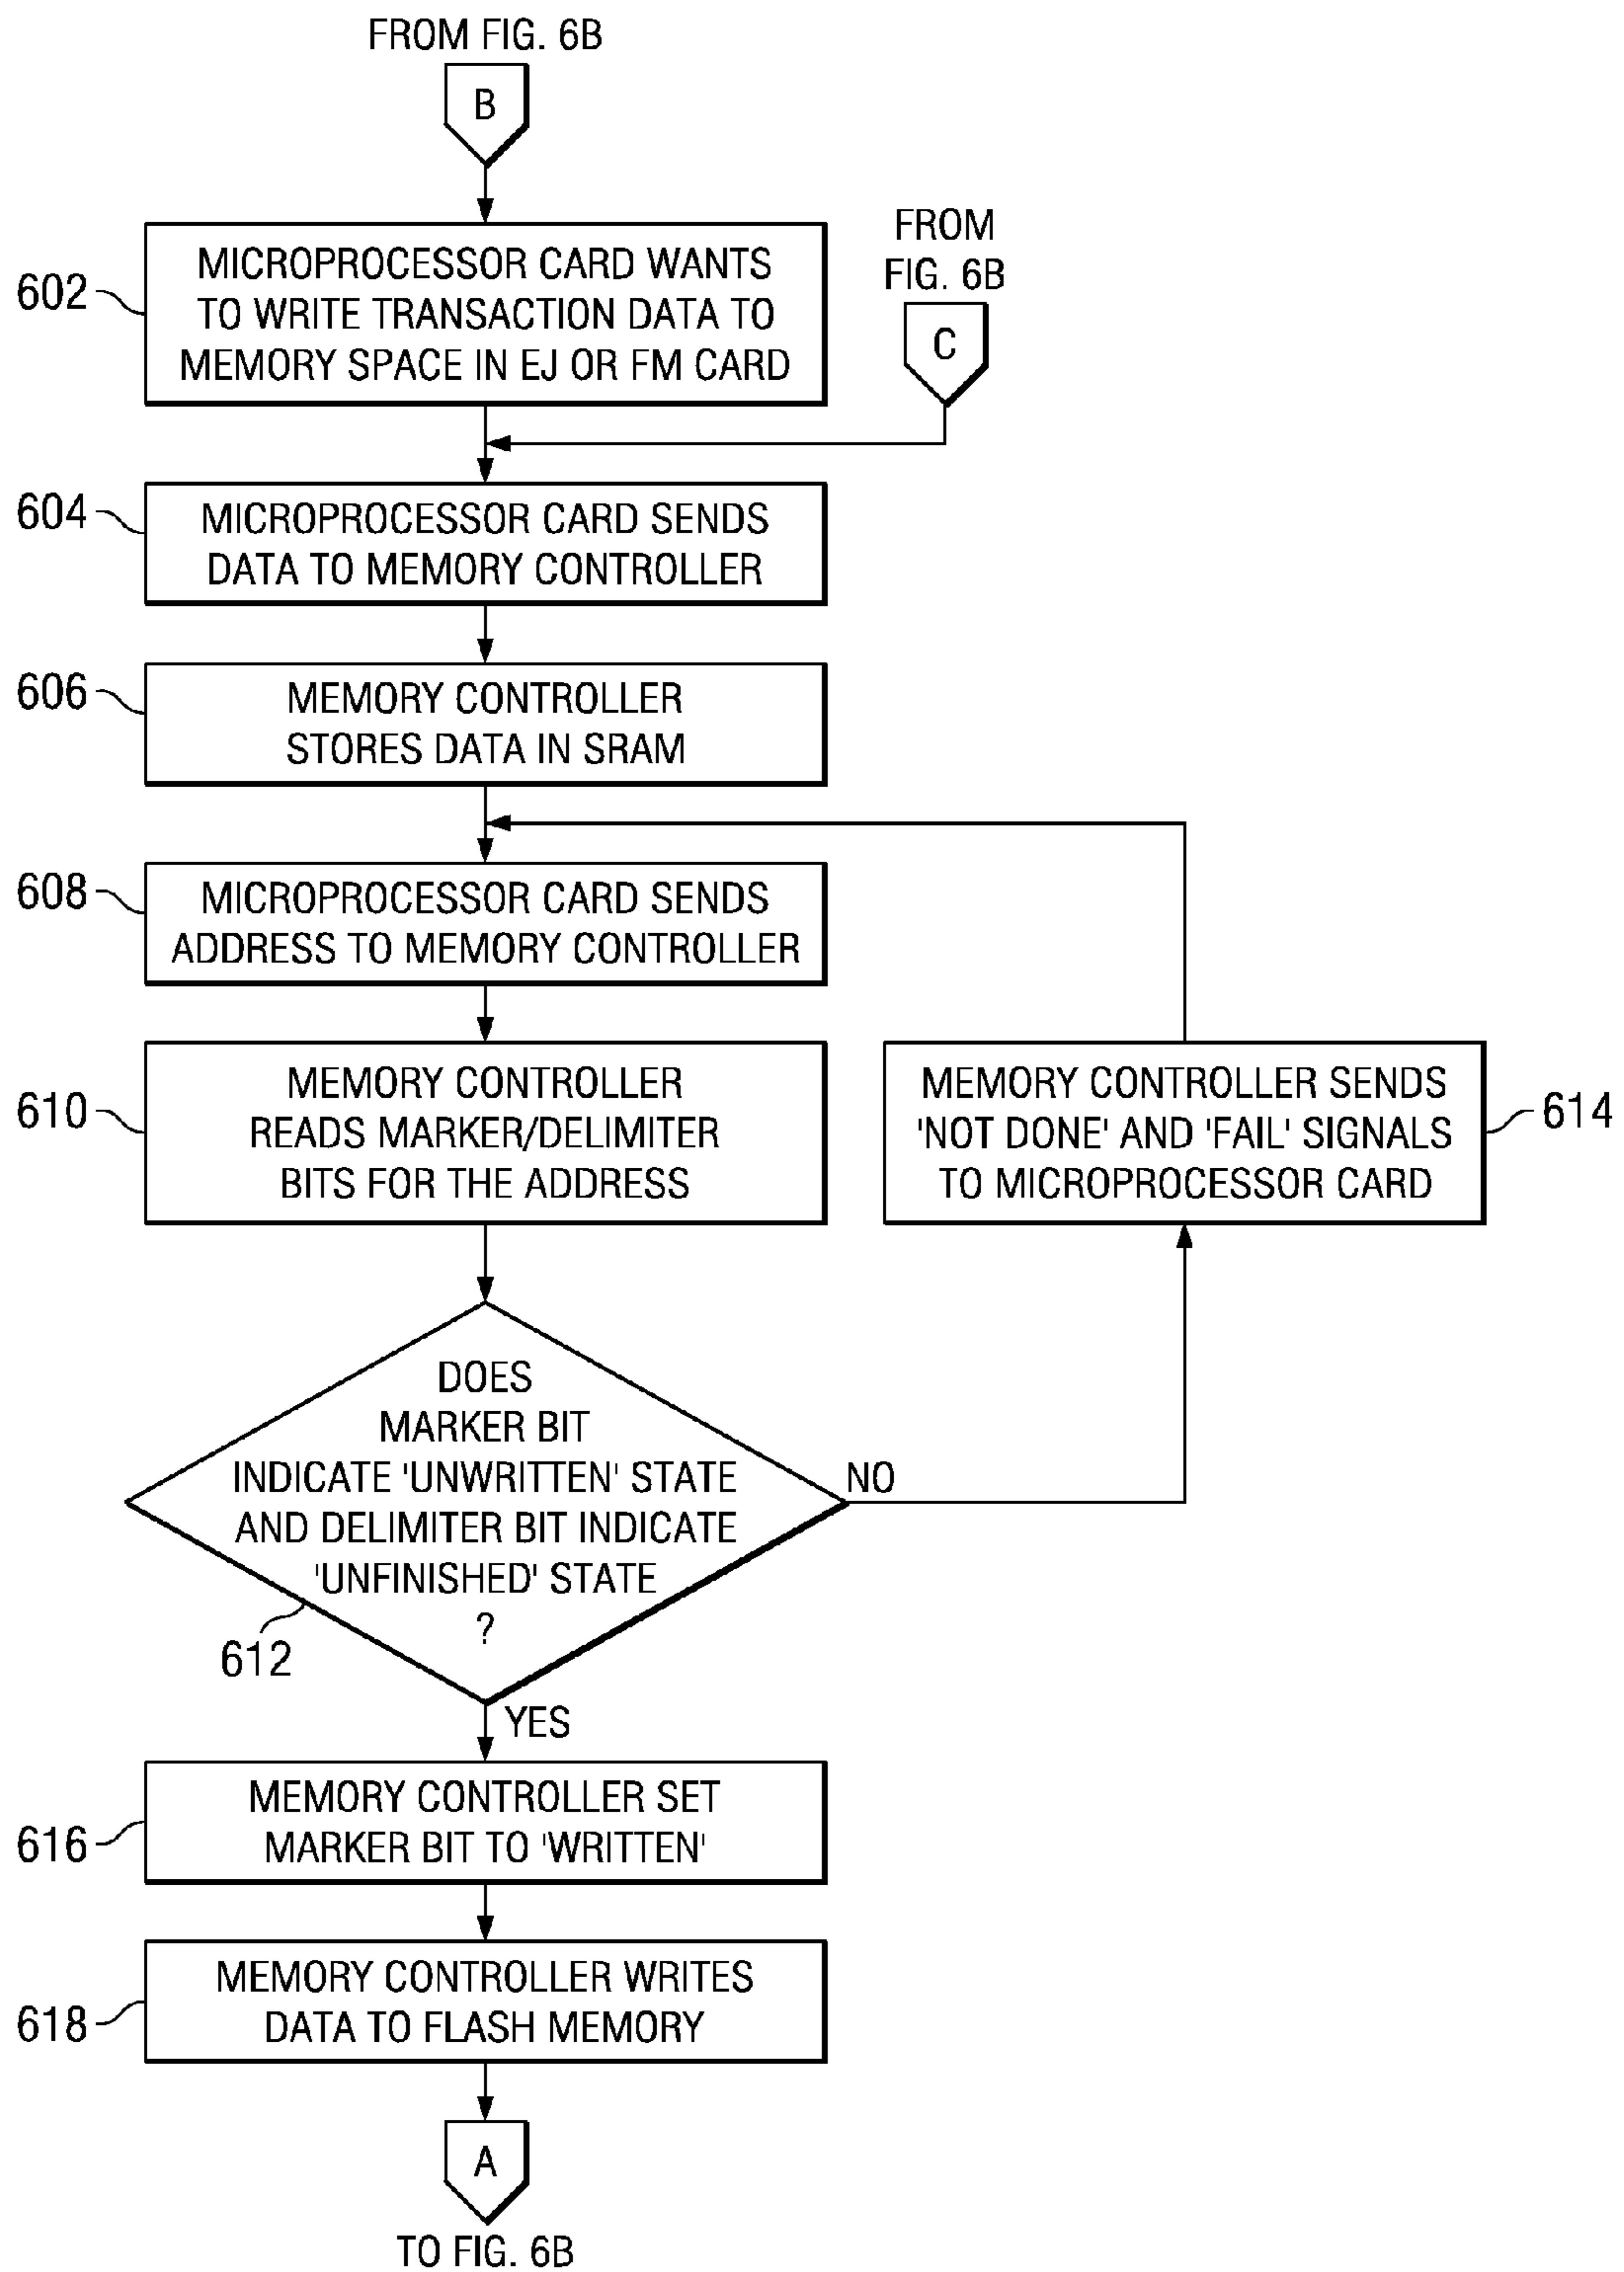 FROM FIG. 6B
B
602
MICROPROCESSOR CARD WANTS
TO WRITE TRANSACTION DATA TO
MEMORY SPACE IN EJ OR FM CARD
FROM
FIG. 6B
C
604
MICROPROCESSOR CARD SENDS
DATA TO MEMORY CONTROLLER
606
MEMORY CONTROLLER
STORES DATA IN SRAM
608
MICROPROCESSOR CARD SENDS
ADDRESS TO MEMORY CONTROLLER
610
MEMORY CONTROLLER
READS MARKER/DELIMITER
BITS FOR THE ADDRESS
MEMORY CONTROLLER SENDS
'NOT DONE' AND 'FAIL' SIGNALS
TO MICROPROCESSOR CARD
614
DOES
MARKER BIT
INDICATE 'UNWRITTEN' STATE
AND DELIMITER BIT INDICATE
'UNFINISHED' STATE
?
NO
612
YES
616
MEMORY CONTROLLER SET
MARKER BIT TO 'WRITTEN'
618
MEMORY CONTROLLER WRITES
DATA TO FLASH MEMORY
A
TO FIG. 6B